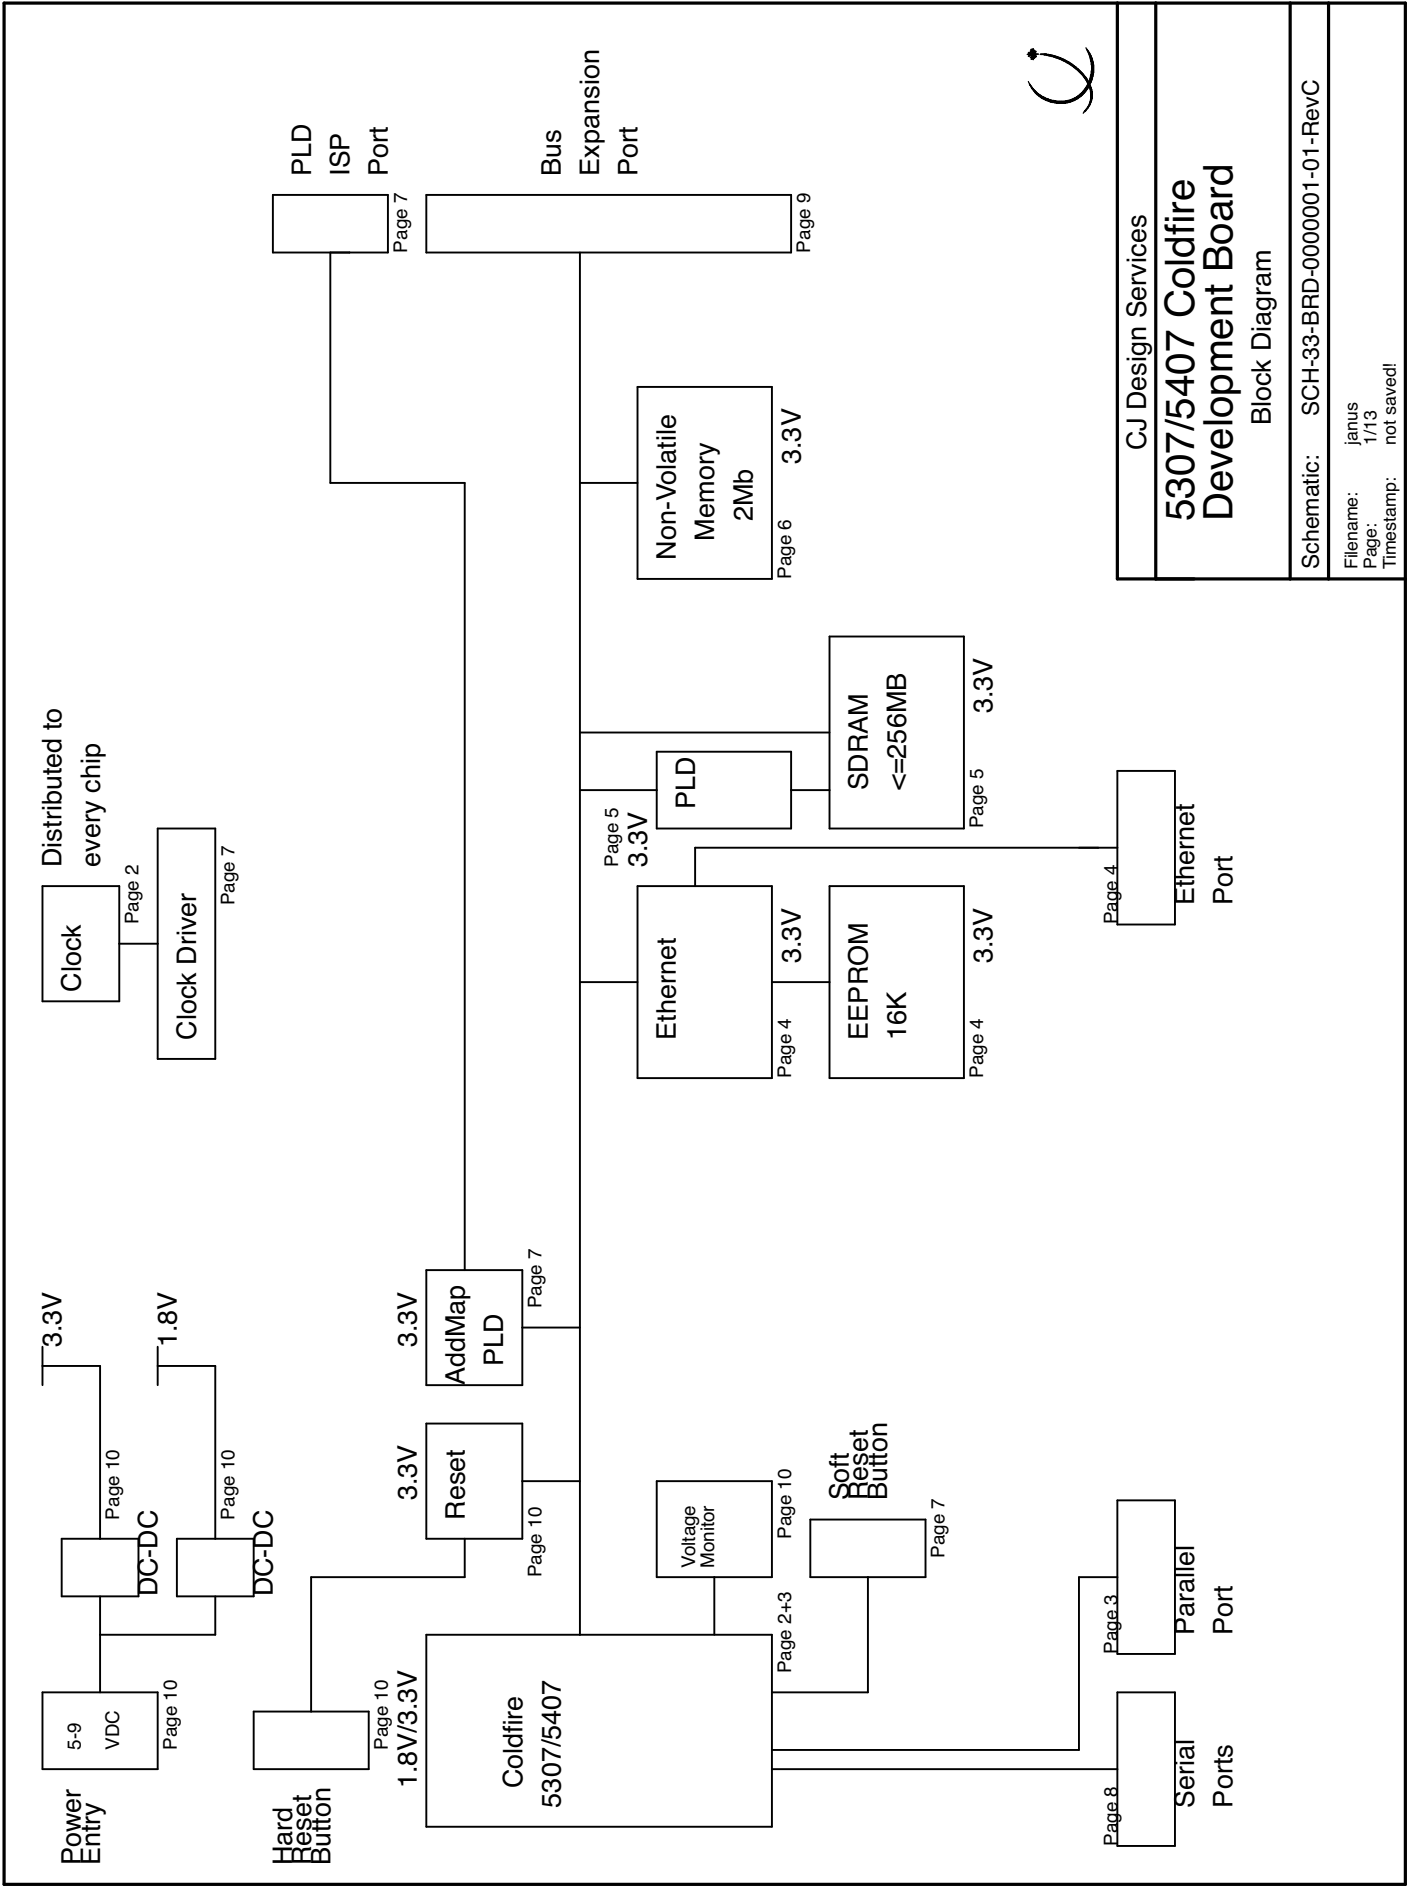 Power
Entry
5-9
VDC
Page 10
DC-DC
Page 10
3.3V
DC-DC
Page 10
1.8V
Clock
Page 2
Distributed to
every chip
Clock Driver
Page 7
Hard
Reset
Button
Page 10
Reset
3.3V
Page 10
AddMap
PLD
3.3V
Page 7
PLD
ISP
Port
Page 7
Bus
Expansion
Port
Page 9
1.8V/3.3V
Coldfire
5307/5407
Page 2+3
Voltage
Monitor
Page 10
Soft
Reset
Button
Page 7
Ethernet
3.3V
Page 4
EEPROM
16K
3.3V
Page 4
Page 5
3.3V
PLD
SDRAM
<=256MB
3.3V
Page 5
Non-Volatile
Memory
2Mb
3.3V
Page 6
Page 8
Serial
Ports
Page 3
Parallel
Port
Page 4
Ethernet
Port
CJ Design Services
5307/5407 Coldfire
Development Board
Block Diagram
Schematic: SCH-33-BRD-000001-01-RevC
Filename: janus
Page: 1/13
Timestamp: not saved!